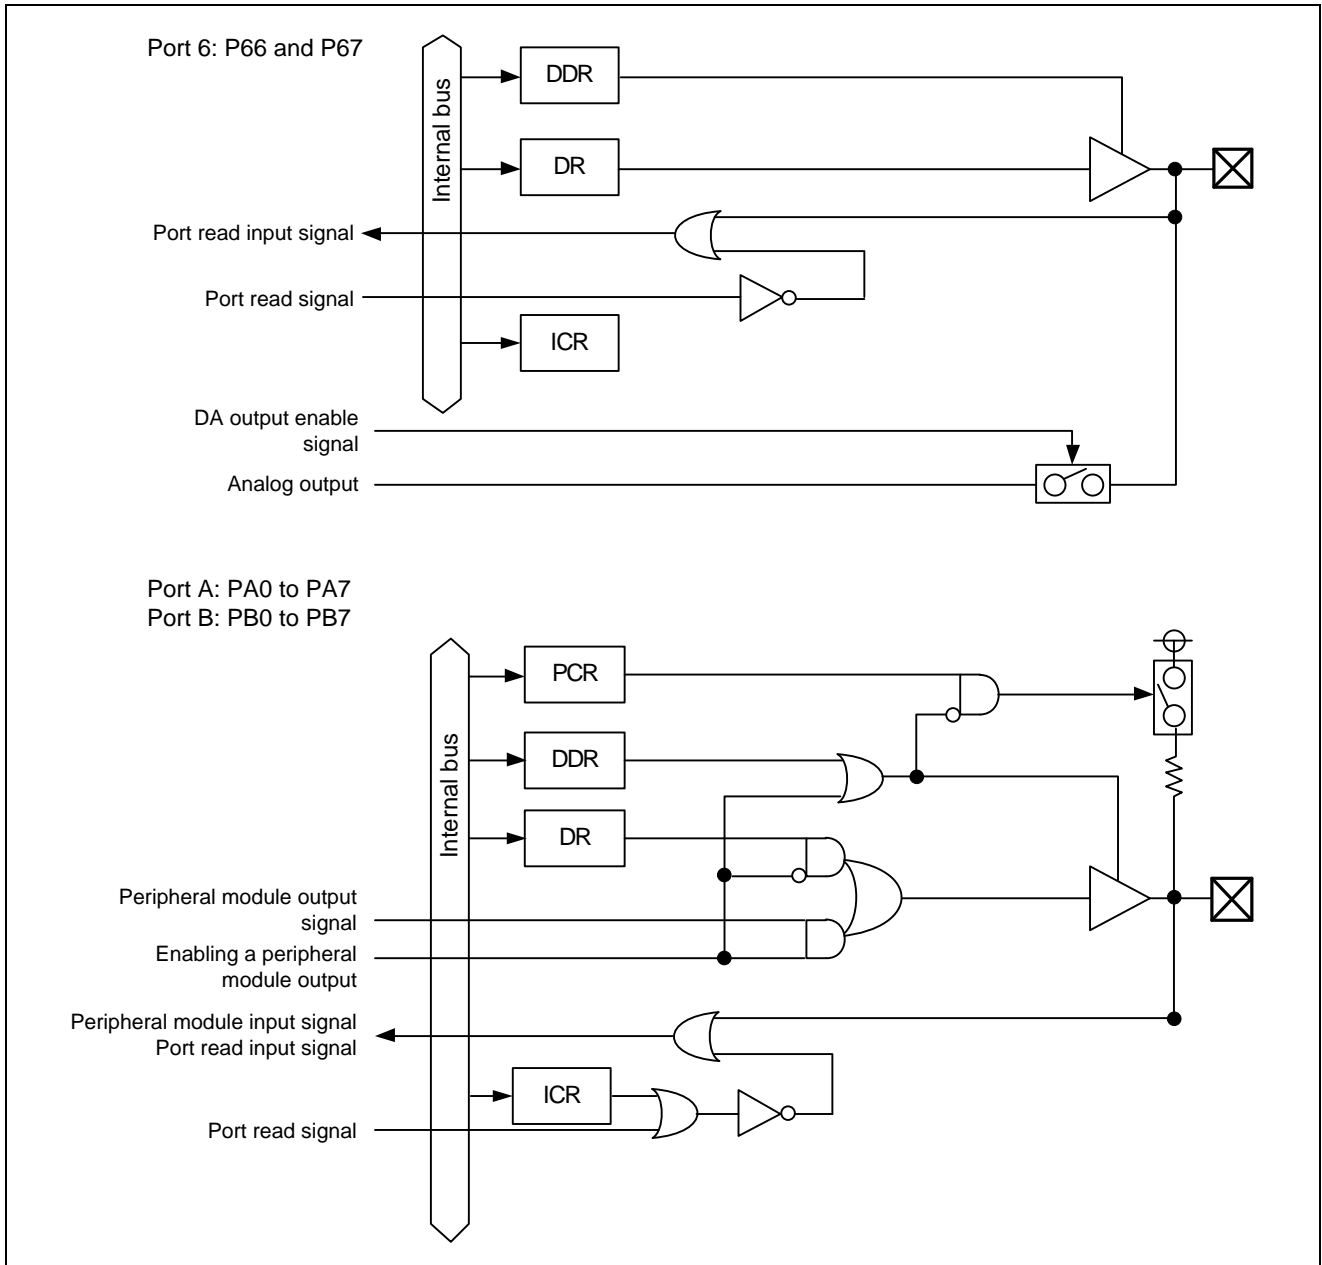 Port 6: P66 and P67
Internal bus
DDR
DR
Port read input signal
Port read signal
ICR
DA output enable
signal
Analog output
Port A: PA0 to PA7
Port B: PB0 to PB7
Internal bus
PCR
DDR
DR
Peripheral module output
signal
Enabling a peripheral
module output
Peripheral module input signal
Port read input signal
ICR
Port read signal